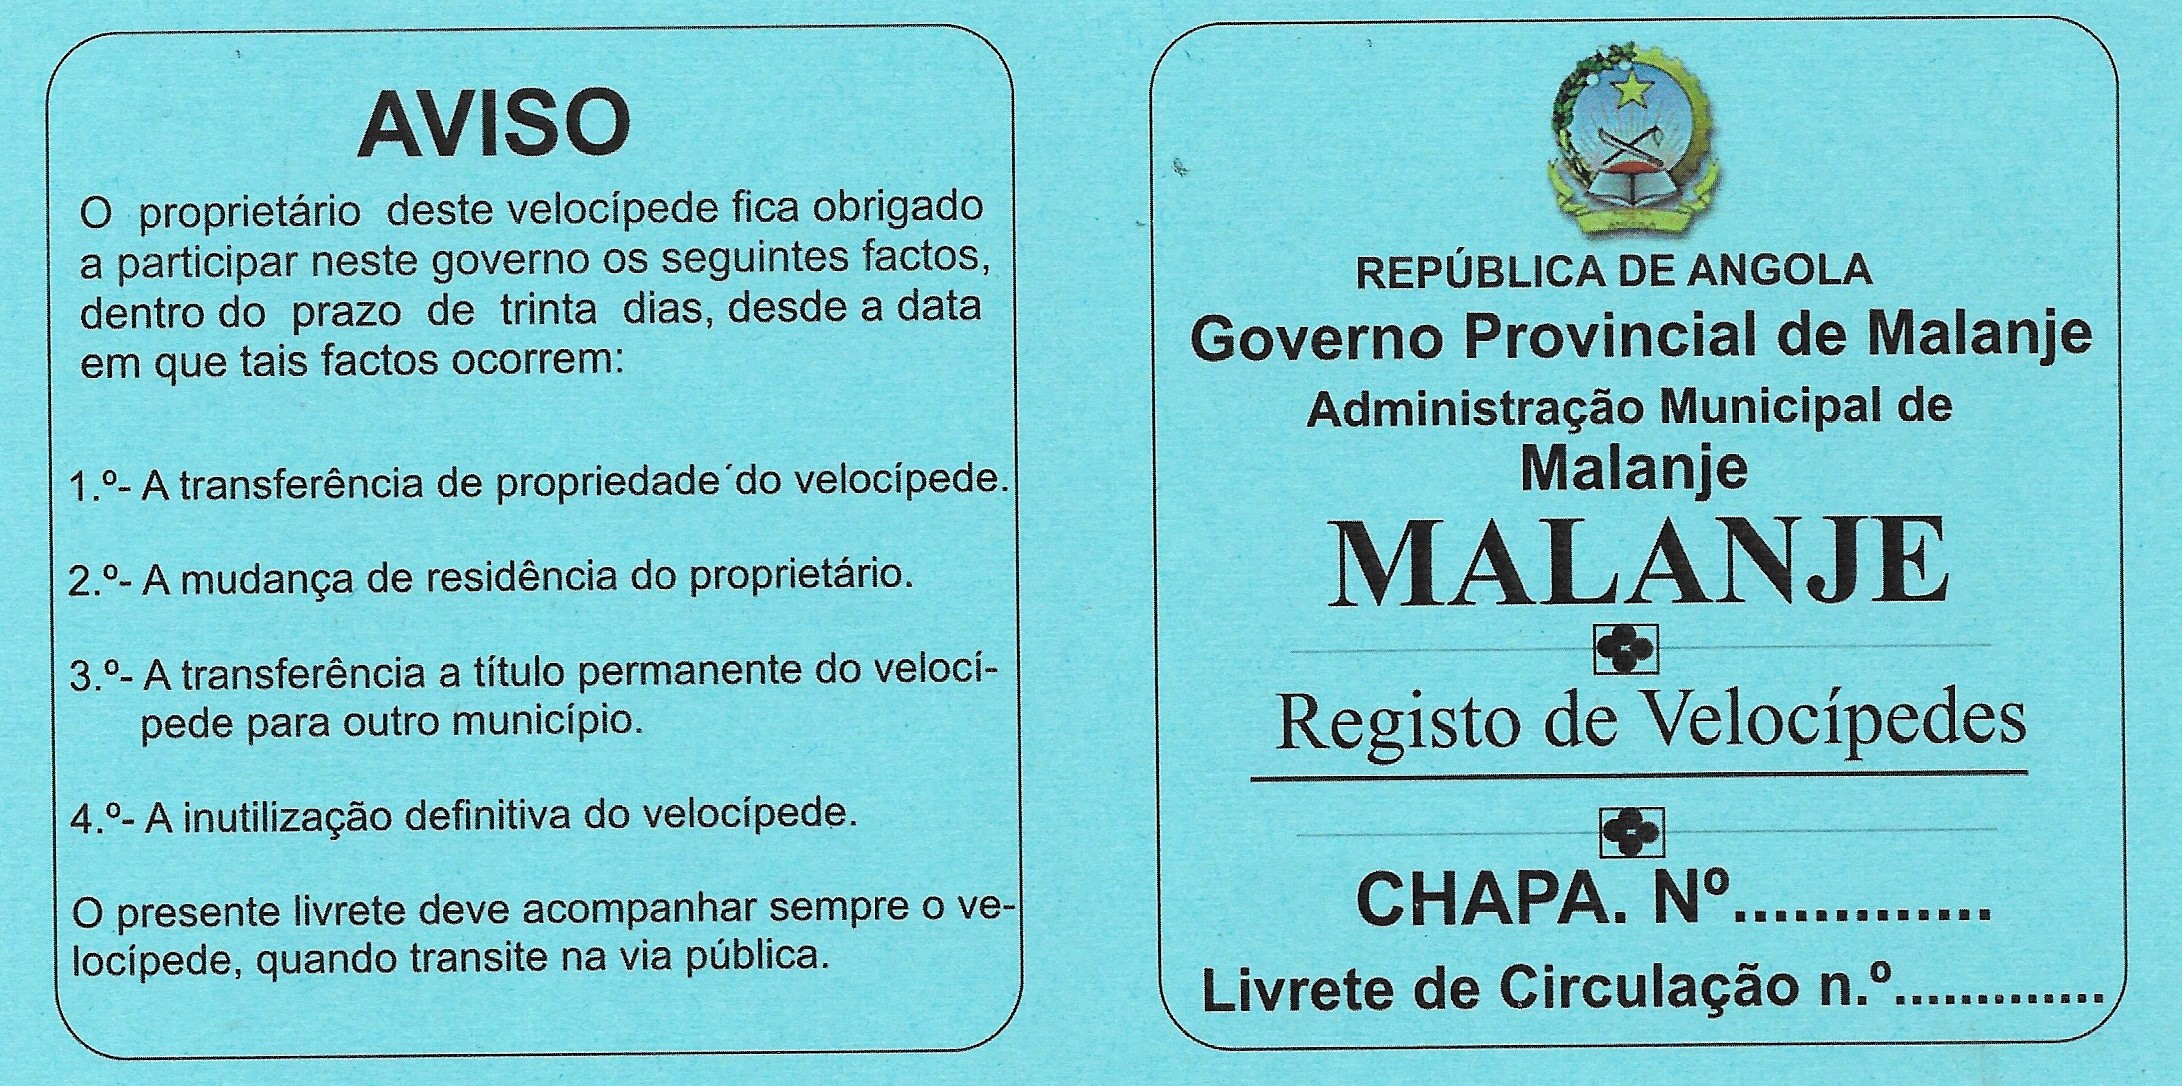 AVISO
O proprietário deste velocípede fica obrigado
a participar neste governo os seguintes factos,
dentro do prazo de trinta dias, desde a data
em que tais factos ocorrem:
1.º- A transferência de propriedade´do velocípede.
2.º- A mudança de residência do proprietário.
3.º- A transferência a título permanente do velocí-
pede para outro município.
4.º- A inutilização definitiva do velocípede.
O presente livrete deve acompanhar sempre o ve-
locípede, quando transite na via pública.
REPÚBLICA DE ANGOLA
Governo Provincial de Malanje
Administração Municipal de
Malanje
MALANJE
Registo de Velocípedes
CHAPA. Nº.............
Livrete de Circulação n.º.............